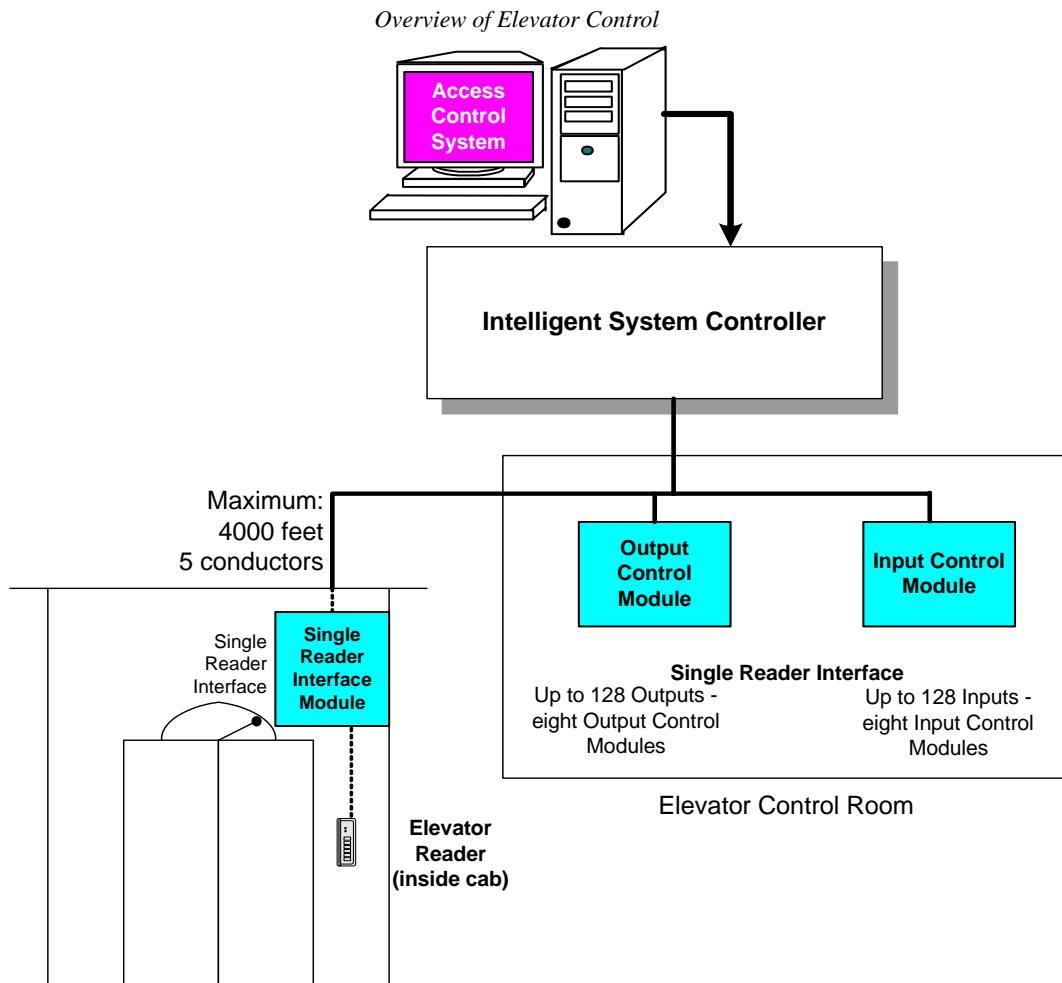 Overview of Elevator Control
Access
Control
System
Intelligent System Controller
Maximum:
4000 feet
5 conductors
Output
Control
Module
Input Control
Module
Single
Reader
Interface
Single
Reader
Interface
Module
Single Reader Interface
Up to 128 Outputs -
eight Output Control
Modules
Up to 128 Inputs -
eight Input Control
Modules
Elevator Control Room
Elevator
Reader
(inside cab)